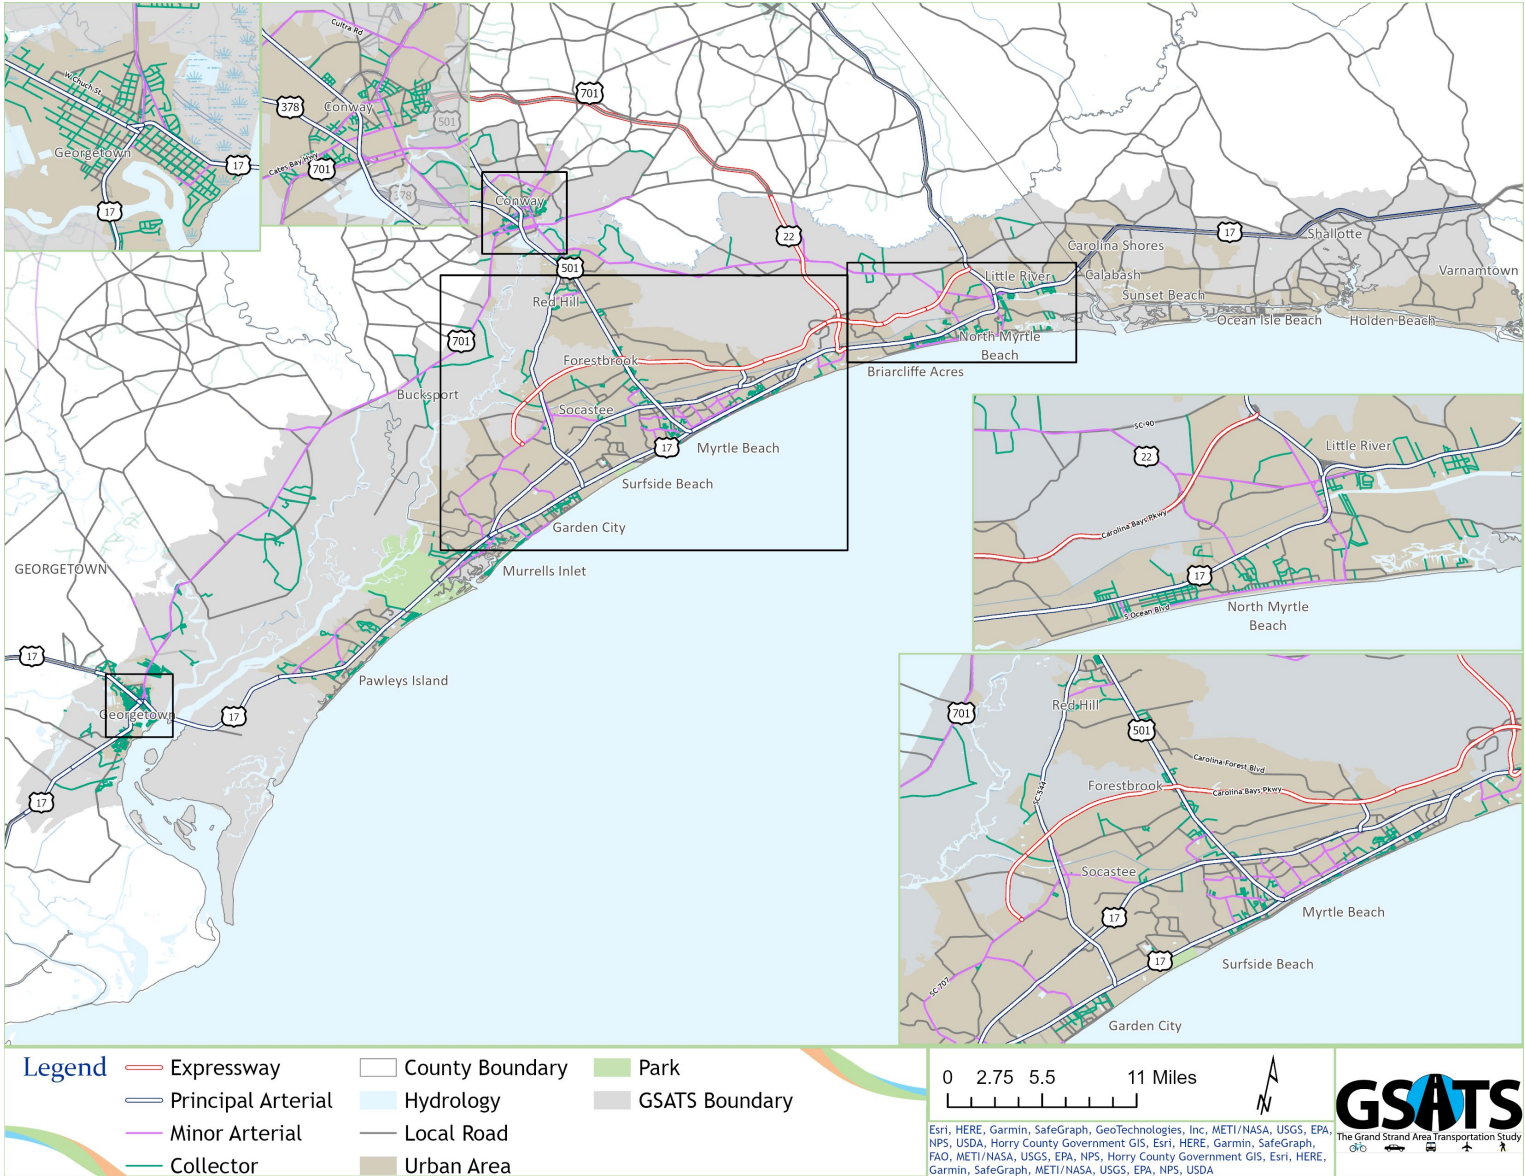 Cultra Rd
W Chuch St
Georgetown
17
17
378
Conway
501
Cates Bay Hwy
701
378
701
Conway
22
501
Red Hill
17
Shallotte
Carolina Shores
Calabash
Little River
Varnamtown
Sunset Beach
Ocean Isle Beach
Holden Beach
701
North Myrtle
Beach
Forestbrook
Briarcliffe Acres
Bucksport
Socastee
17
Myrtle Beach
Surfside Beach
Garden City
GEORGETOWN
Murrells Inlet
17
Pawleys Island
Georgetown
17
17
SC-90
22
Little River
Carolina Bays Pkwy
17
S Ocean Blvd
North Myrtle
Beach
Red Hill
701
501
Carolina Forest Blvd
SC-544
Forestbrook
Carolina Bays Pkwy
Socastee
17
Myrtle Beach
17
Surfside Beach
SC-707
Garden City
Legend
Expressway
Principal Arterial
Minor Arterial
Collector
County Boundary
Hydrology
Local Road
Urban Area
Park
GSATS Boundary
0 2.75 5.5 11 Miles
N
Esri, HERE, Garmin, SafeGraph, GeoTechnologies, Inc, METI/NASA, USGS, EPA,
NPS, USDA, Horry County Government GIS, Esri, HERE, Garmin, SafeGraph,
FAO, METI/NASA, USGS, EPA, NPS, Horry County Government GIS, Esri, HERE,
Garmin, SafeGraph, METI/NASA, USGS, EPA, NPS, USDA
GSATS
The Grand Strand Area Transportation Study